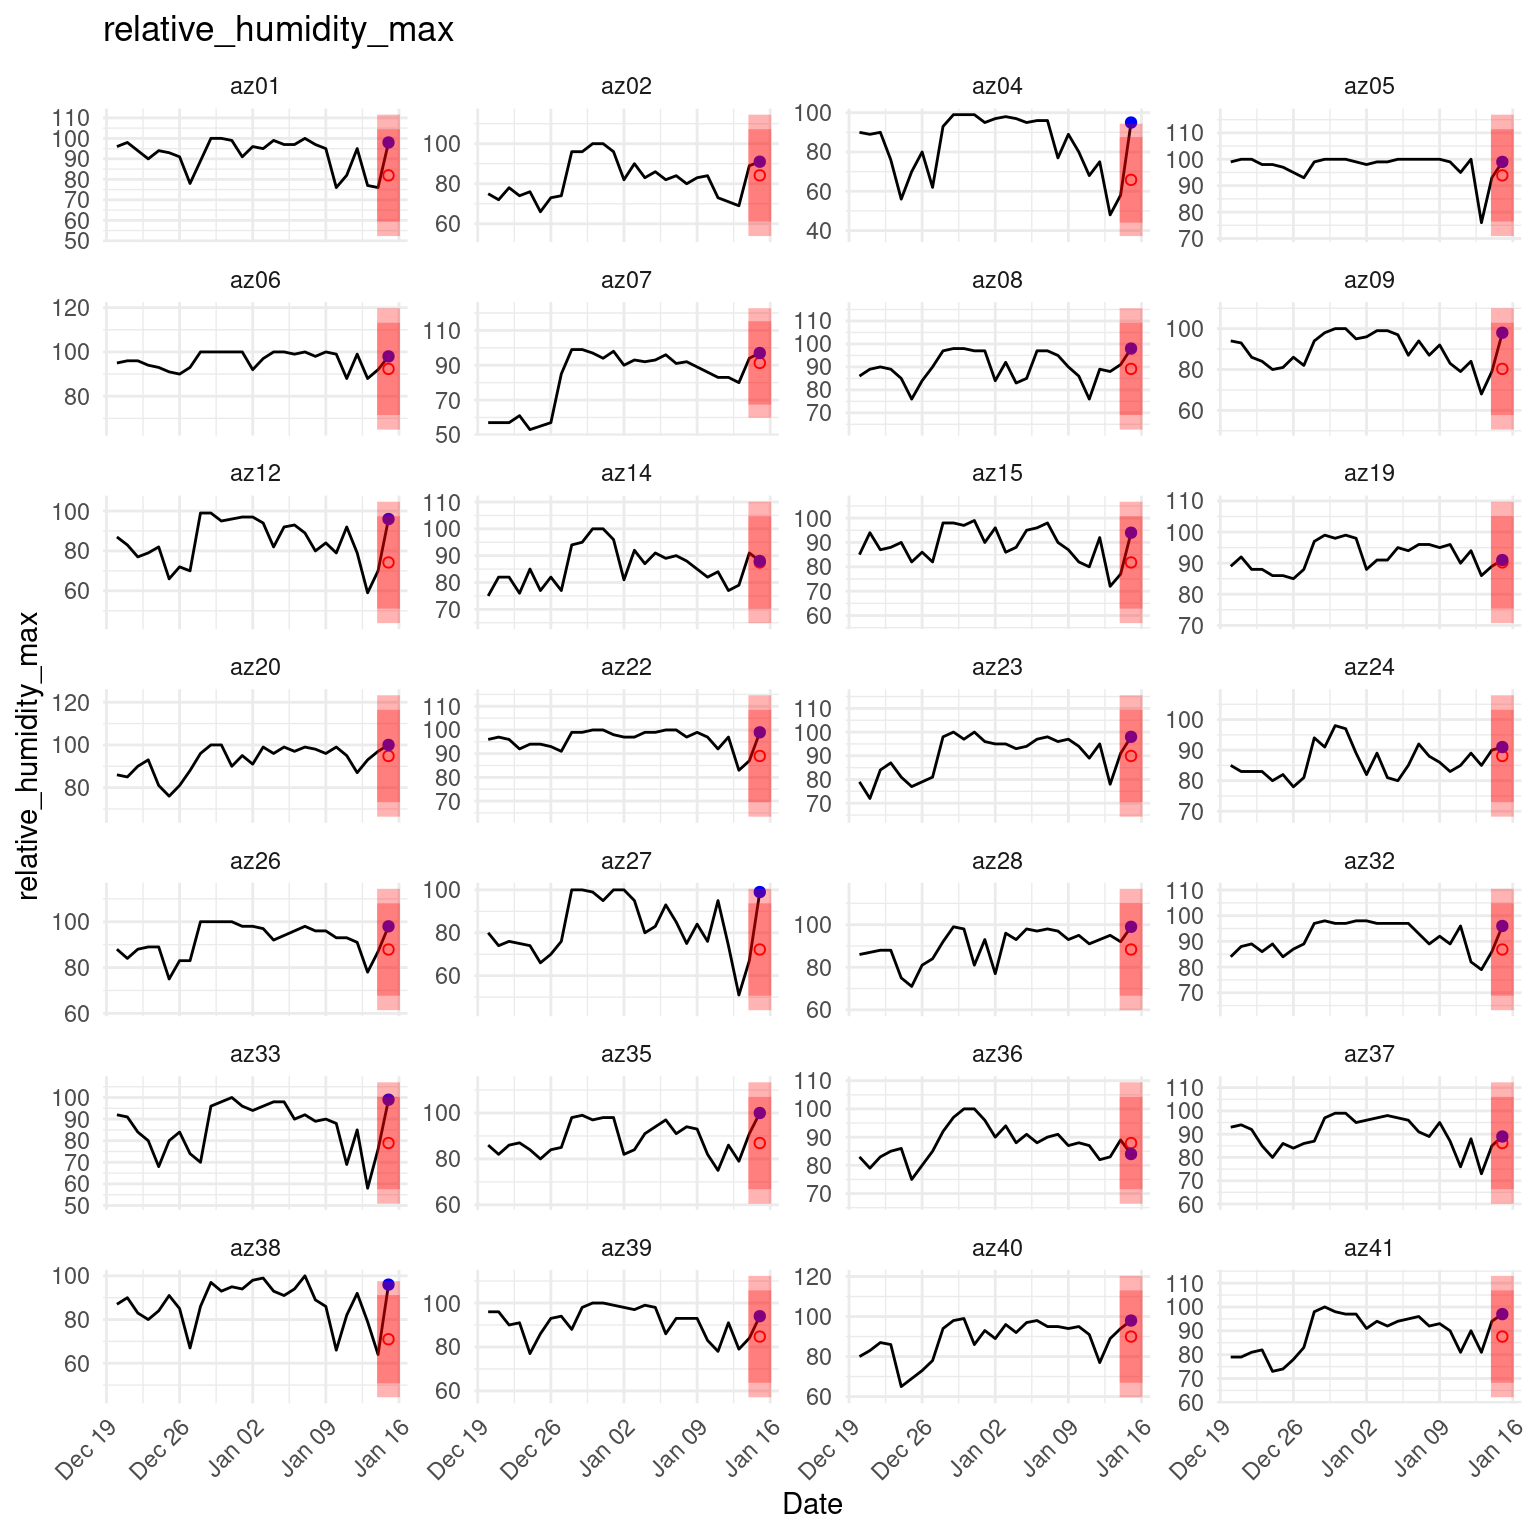 relative_humidity_max
az01 az02 az04 az05
110 100 90 80 70 60 50
100 80 60
100 80 60 40
110 100 90 80 70
az06 az07 az08 az09
120 100 80
110 90 70 50
110 100 90 80 70
100 80 60
az12 az14 az15 az19
100 80 60
110 100 90 80 70
100 90 80 70 60
110 100 90 80 70
az20 az22 az23 az24
120 100 80
110 100 90 80 70
110 100 90 80 70
100 90 80 70
az26 az27 az28 az32
100 80 60
100 80 60
100 80 60
110 100 90 80 70
az33 az35 az36 az37
100 90 80 70 60 50
100 80 60
110 100 90 80 70
110 100 90 80 70 60
az38 az39 az40 az41
100 80 60
100 80 60
120 100 80 60
110 100 90 80 70 60
relative_humidity_max
Dec 19 Dec 26 Jan 02 Jan 09 Jan 16
Dec 19 Dec 26 Jan 02 Jan 09 Jan 16
Dec 19 Dec 26 Jan 02 Jan 09 Jan 16
Dec 19 Dec 26 Jan 02 Jan 09 Jan 16
Date